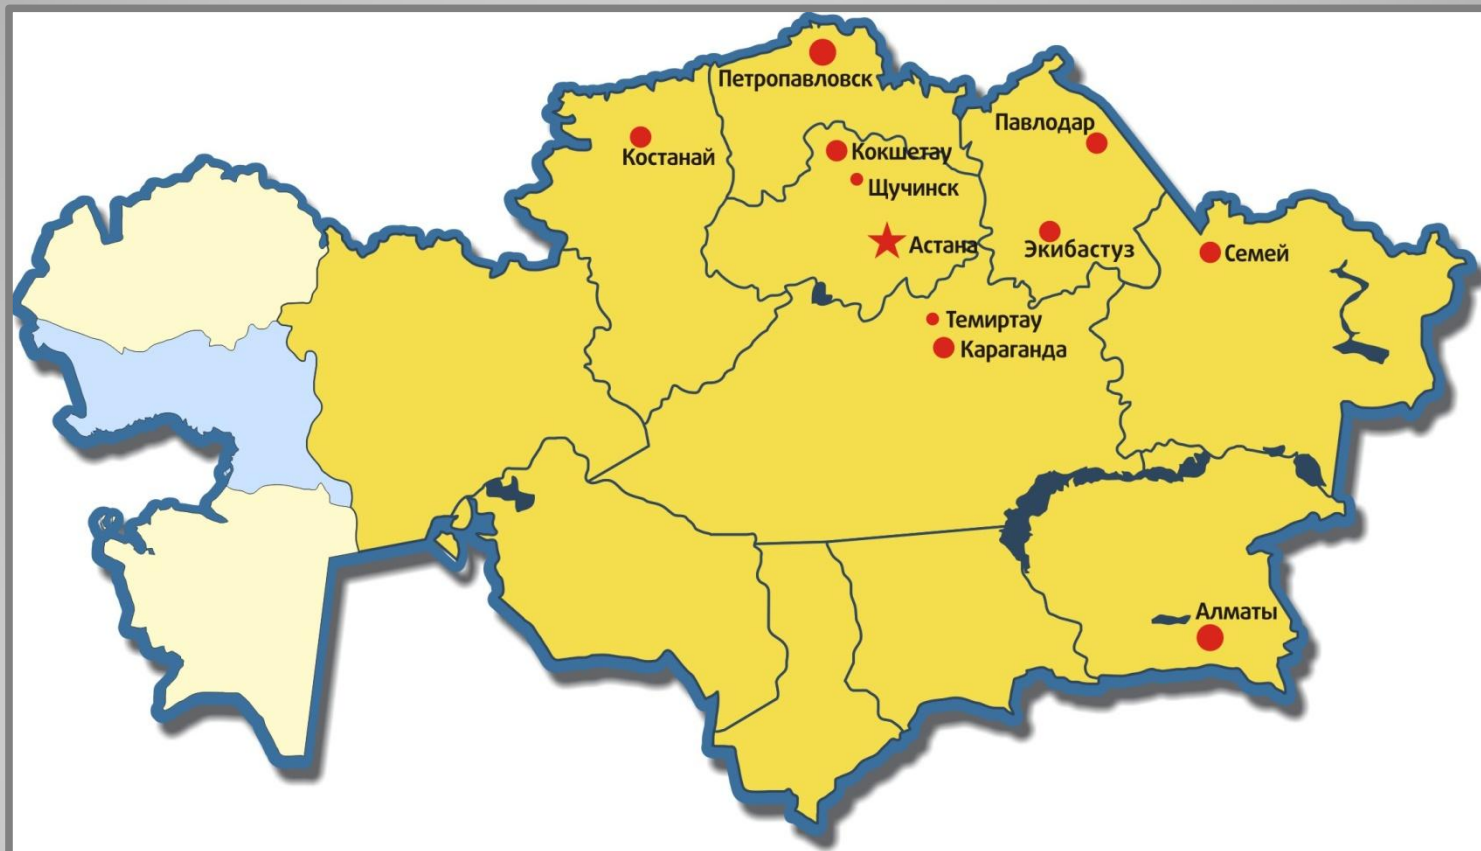 Петропавловск
Павлодар
Костанай
Кокшетау
Щучинск
Астана
Экибастуз
Семей
Темиртау
Караганда
Алматы